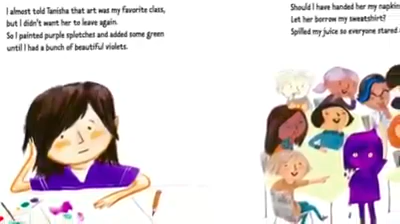 I almost told Tanisha that art was my favorite class,
but I didn't want her to leave again.
So I painted purple splotches and added some green
until I had a bunch of beautiful violets.
Should I have handed her my napkin
Let her borrow my sweatshirt?
Spilled my juice so everyone stared